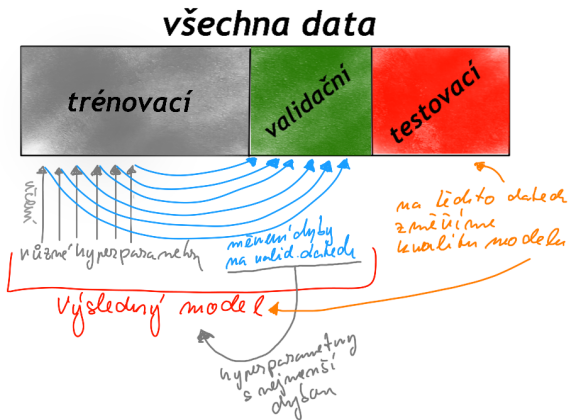 všechna data
trénovací
validační
testovací
učení
různé hyperparametry
měření chyby
na valid. datech
na těchto datech
změříme
kvalitu modelu
Výsledný model
hyperparametry
s nejmenší
chybou